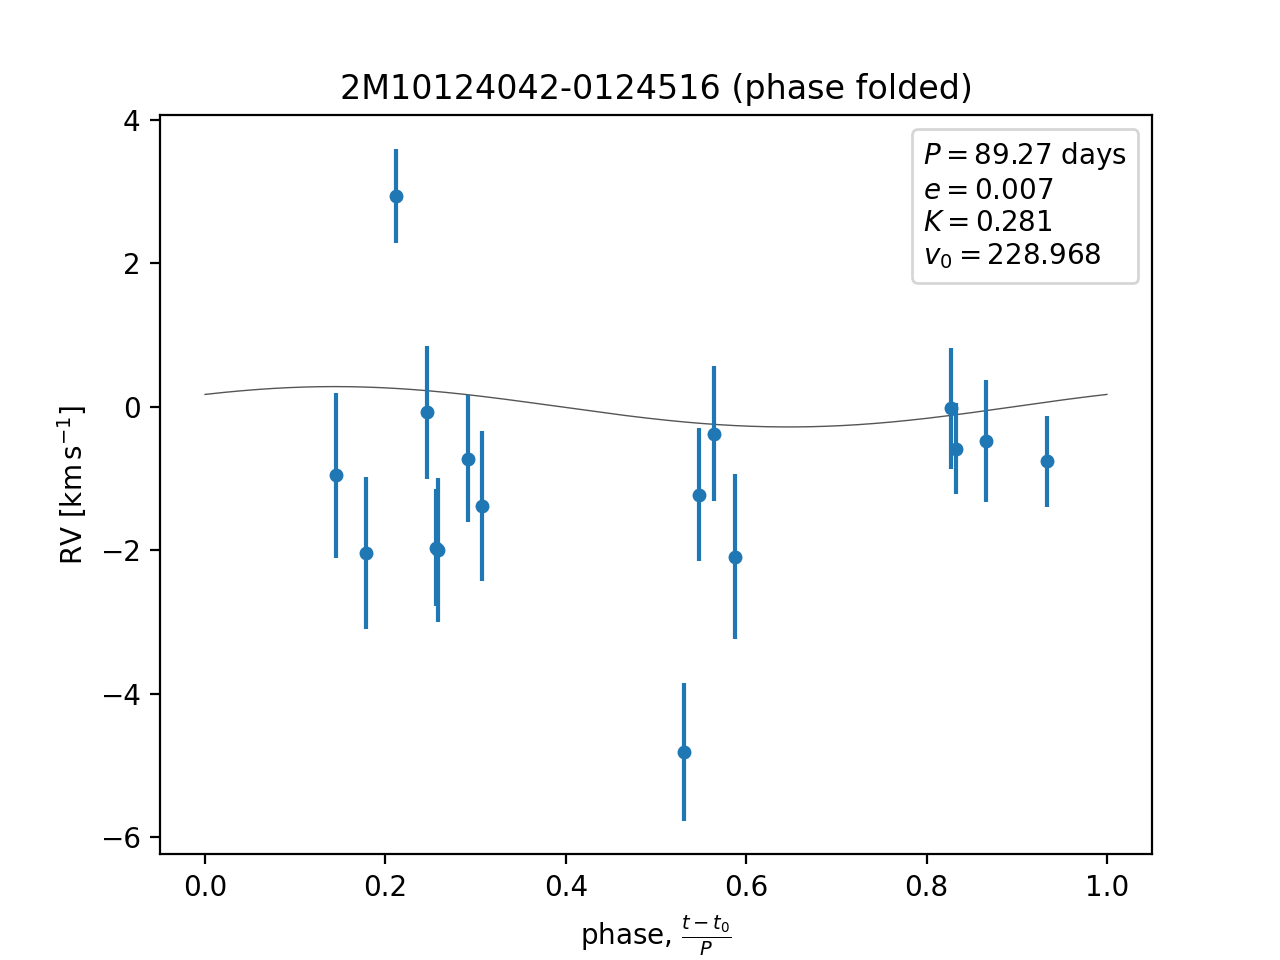 2M10124042-0124516 (phase folded)
P = 89.27 days
e = 0.007
K = 0.281
v₀ = 228.968
RV [km s⁻¹]
4
2
0
−2
−4
−6
0.0 0.2 0.4 0.6 0.8 1.0
phase, (t − t₀)/P